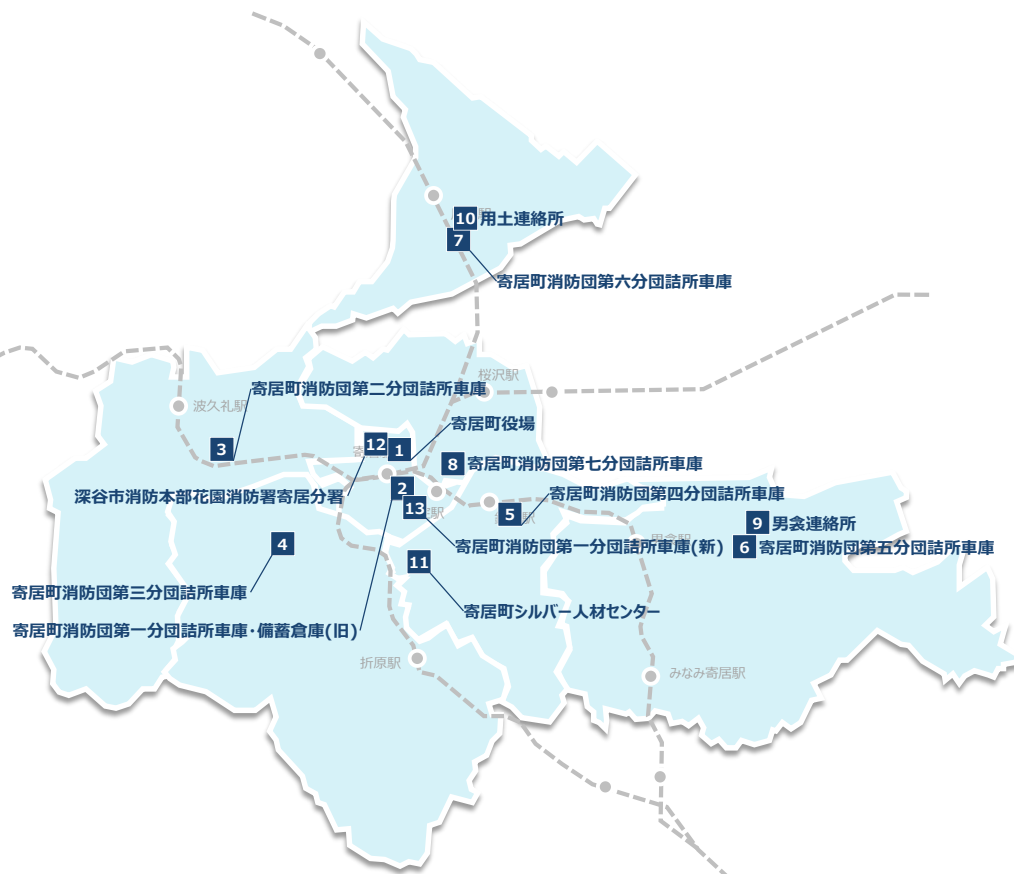 10 用土連絡所
7
寄居町消防団第六分団詰所車庫
桜沢駅
寄居町消防団第二分団詰所車庫
波久礼駅
寄居町役場
12
1
3
8 寄居町消防団第七分団詰所車庫
深谷市消防本部花園消防署寄居分署
2
寄居町消防団第四分団詰所車庫
13
5
9 男衾連絡所
4
寄居町消防団第一分団詰所車庫(新)
6 寄居町消防団第五分団詰所車庫
11
寄居町消防団第三分団詰所車庫
寄居町シルバー人材センター
寄居町消防団第一分団詰所車庫・備蓄倉庫(旧)
折原駅
みなみ寄居駅